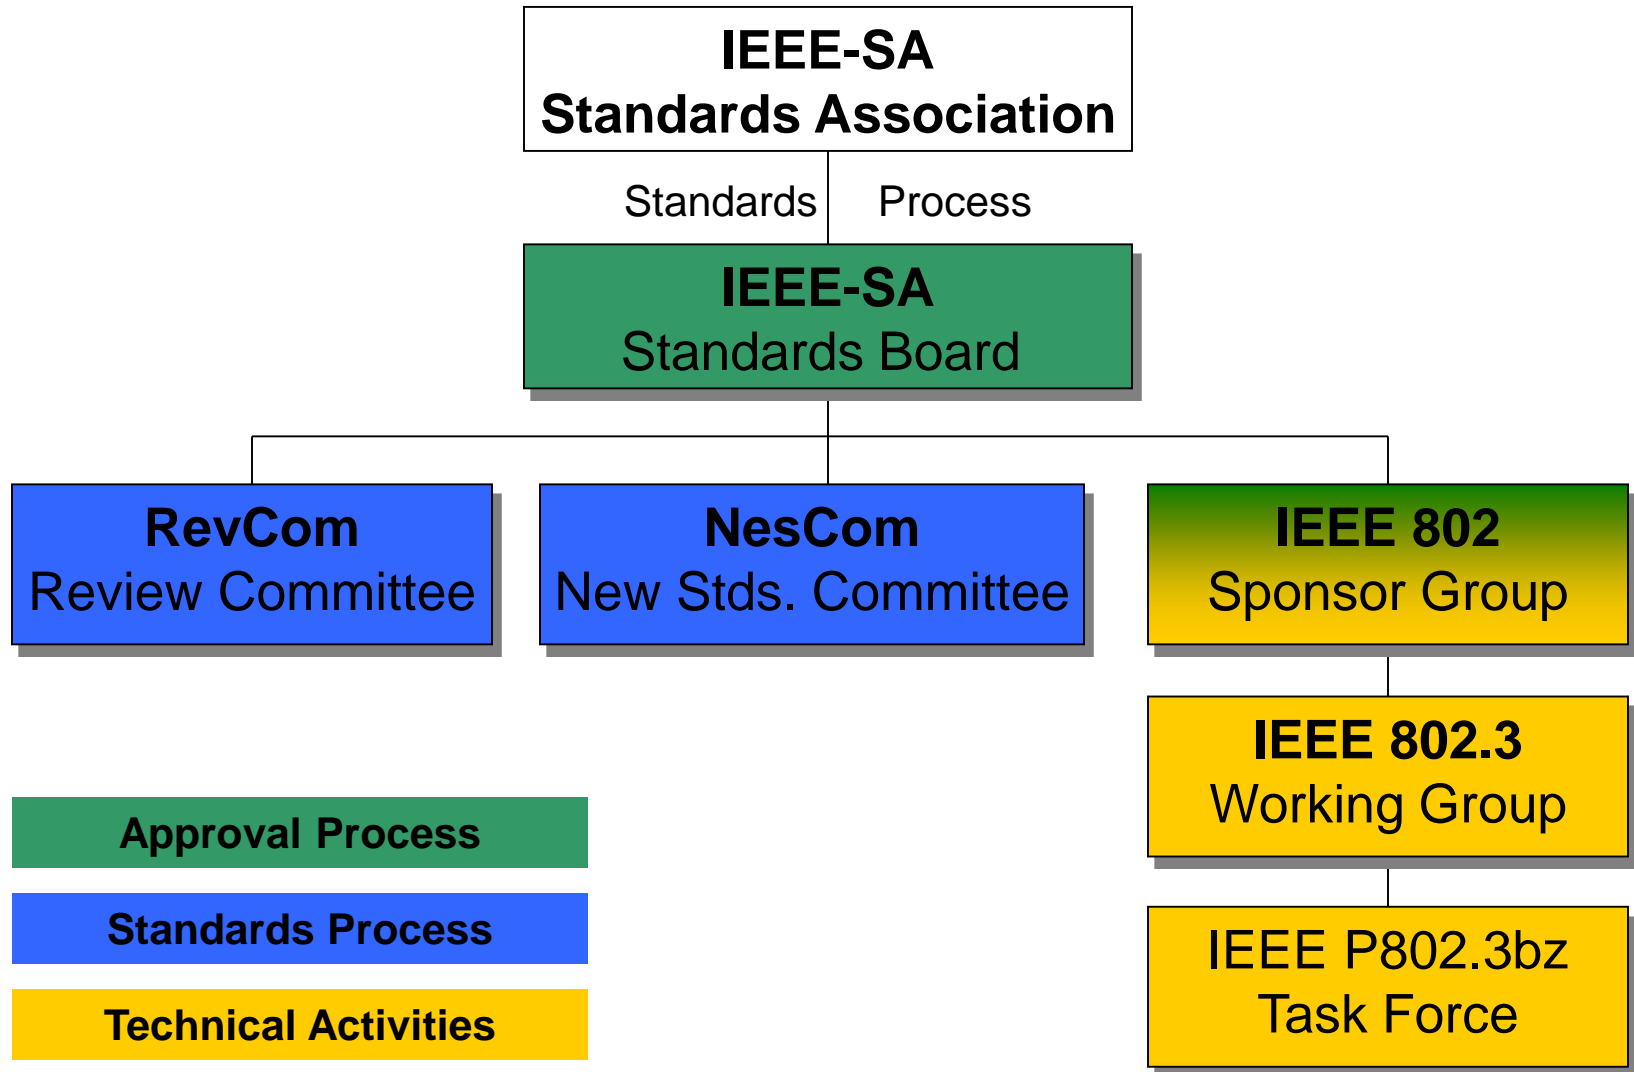 IEEE-SA
Standards Association
Standards Process
IEEE-SA
Standards Board
RevCom
Review Committee
NesCom
New Stds. Committee
IEEE 802
Sponsor Group
IEEE 802.3
Working Group
IEEE P802.3bz
Task Force
Approval Process
Standards Process
Technical Activities